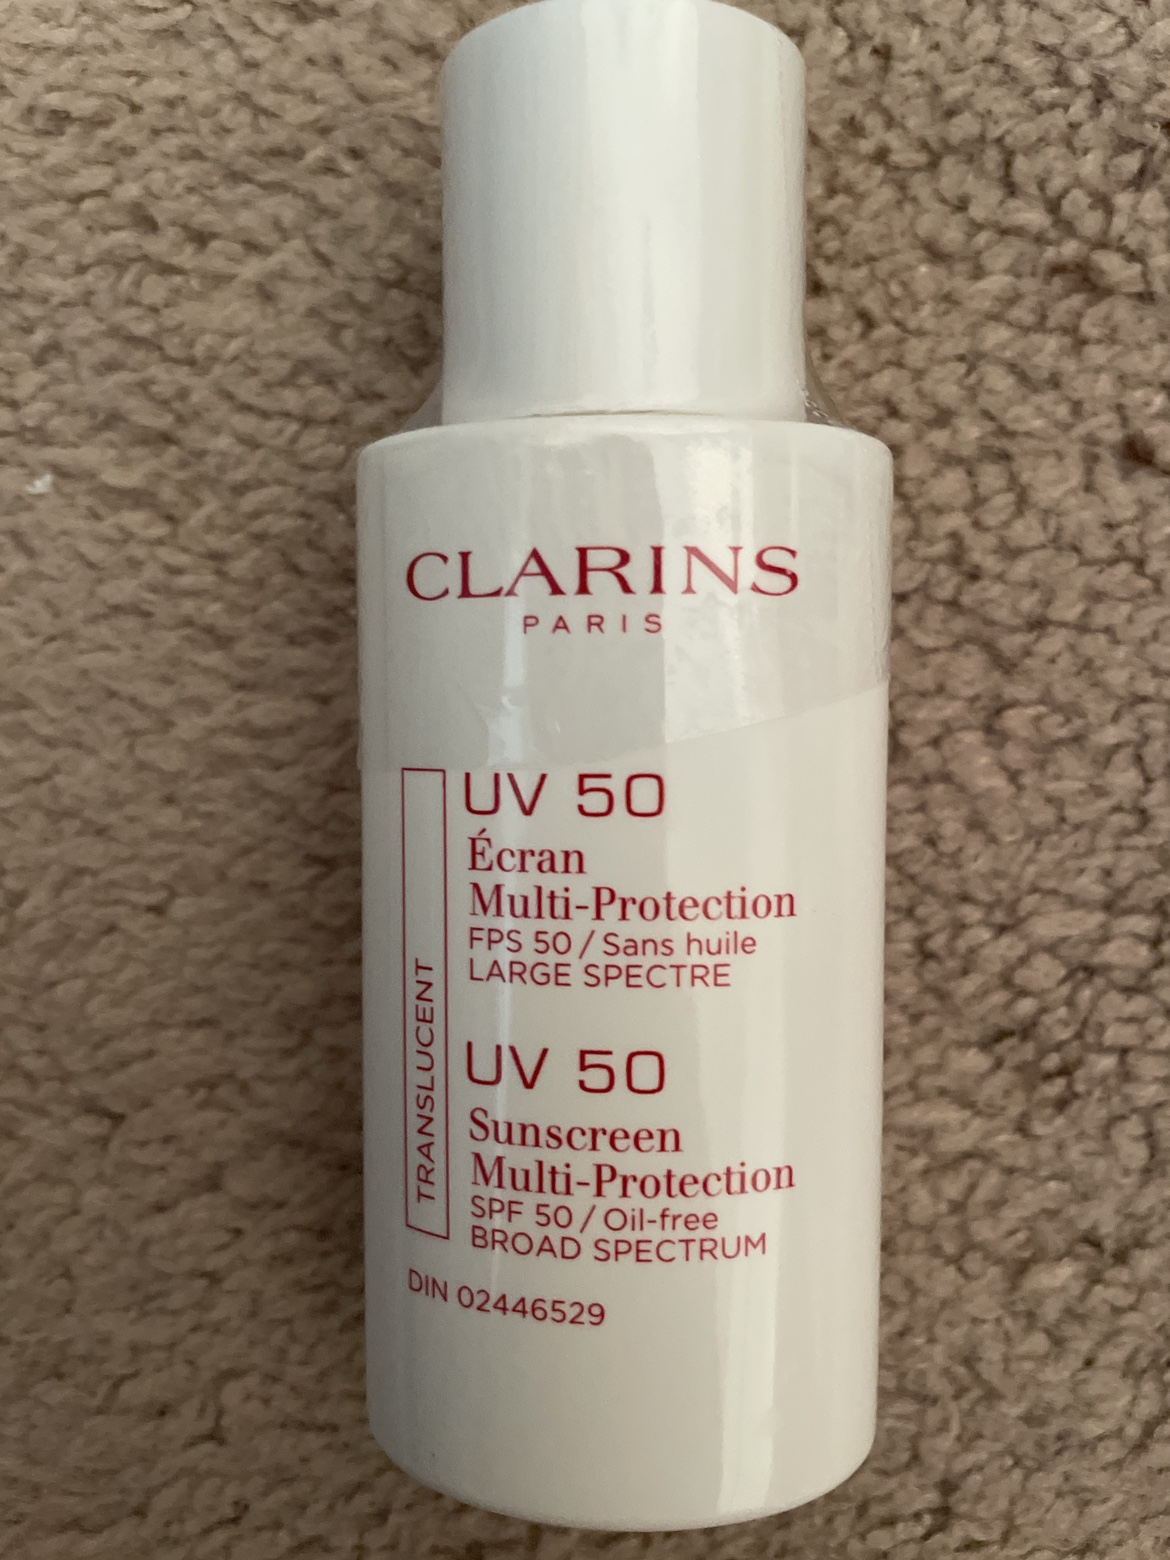 CLARINS
PARIS
TRANSLUCENT
UV 50
Écran
Multi-Protection
FPS 50 / Sans huile
LARGE SPECTRE
UV 50
Sunscreen
Multi-Protection
SPF 50 / Oil-free
BROAD SPECTRUM
DIN 02446529